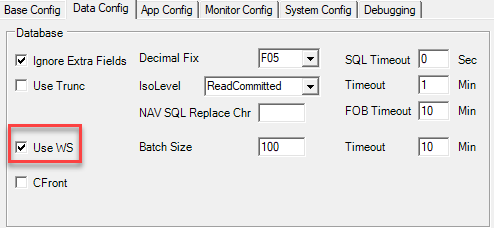 Base Config Data Config App Config Monitor Config System Config Debugging
Database
Ignore Extra Fields Decimal Fix F05 SQL Timeout 0 Sec
Use Trunc IsoLevel ReadCommitted Timeout 1 Min
NAV SQL Replace Chr FOB Timeout 10 Min
Use WS Batch Size 100 Timeout 10 Min
CFront